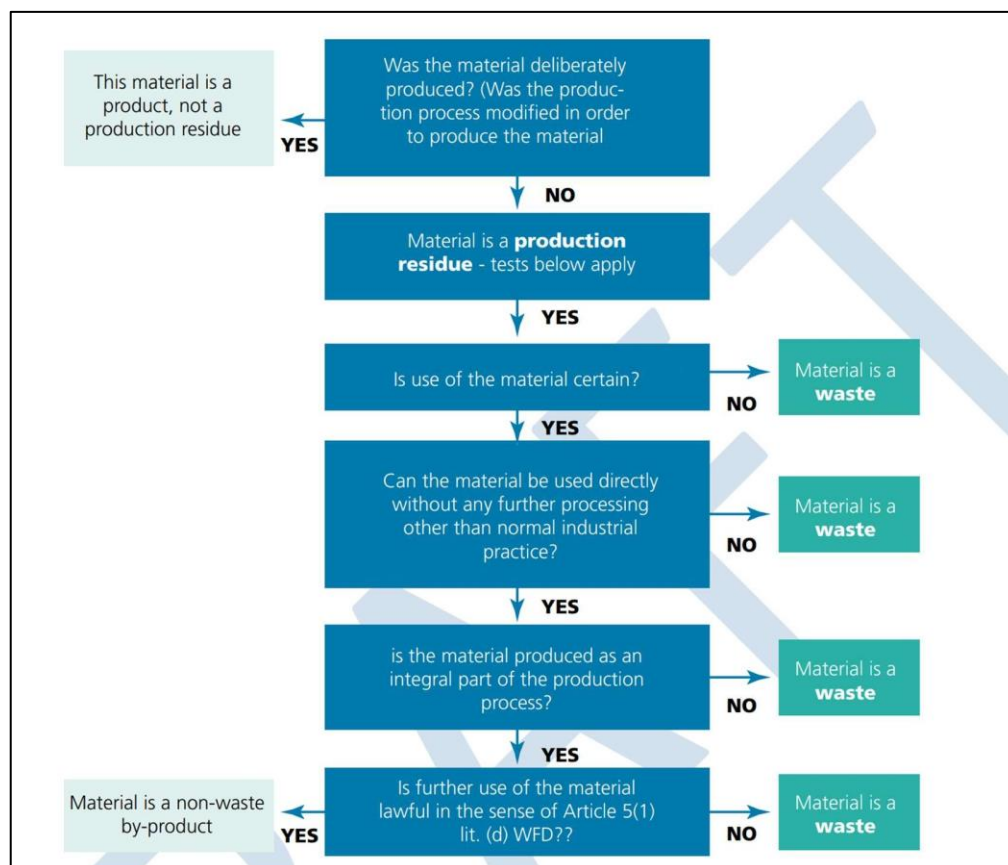 This material is a
product, not a
production residue
YES
Was the material deliberately
produced? (Was the produc-
tion process modified in order
to produce the material
NO
Material is a production
residue - tests below apply
YES
Is use of the material certain?
NO
Material is a
waste
YES
Can the material be used directly
without any further processing
other than normal industrial
practice?
NO
Material is a
waste
YES
is the material produced as an
integral part of the production
process?
NO
Material is a
waste
YES
Is further use of the material
lawful in the sense of Article 5(1)
lit. (d) WFD??
YES
Material is a non-waste
by-product
NO
Material is a
waste
DRAFT